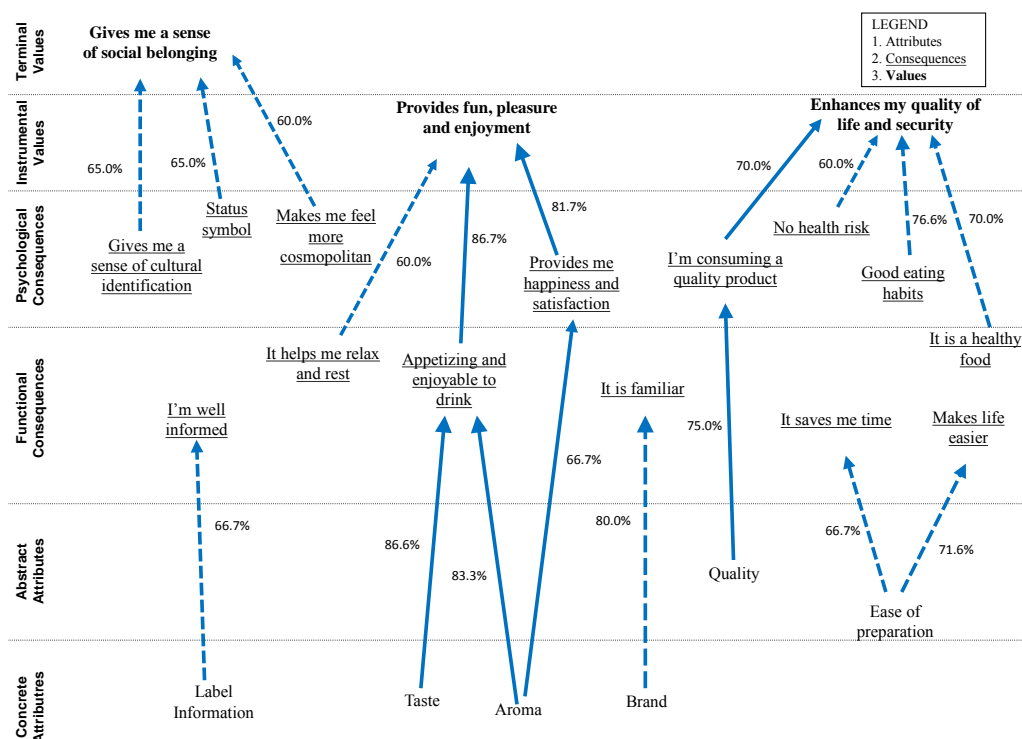 Terminal
Values
Gives me a sense
of social belonging
LEGEND
1. Attributes
2. Consequences
3. Values
Instrumental
Values
Provides fun, pleasure
and enjoyment
Enhances my quality of
life and security
65.0%
65.0%
60.0%
70.0%
60.0%
Psychological
Consequences
Gives me a
sense of cultural
identification
Status
symbol
Makes me feel
more
cosmopolitan
60.0%
86.7%
81.7%
Provides me
happiness and
satisfaction
I'm consuming a
quality product
No health risk
76.6%
70.0%
Good eating
habits
Functional
Consequences
I'm well
informed
It helps me relax
and rest
Appetizing and
enjoyable to
drink
It is familiar
It saves me time
Makes life
easier
It is a healthy
food
66.7%
75.0%
Abstract
Attributes
66.7%
86.6%
83.3%
80.0%
Quality
66.7%
71.6%
Ease of
preparation
Concrete
Attributres
Label
Information
Taste
Aroma
Brand